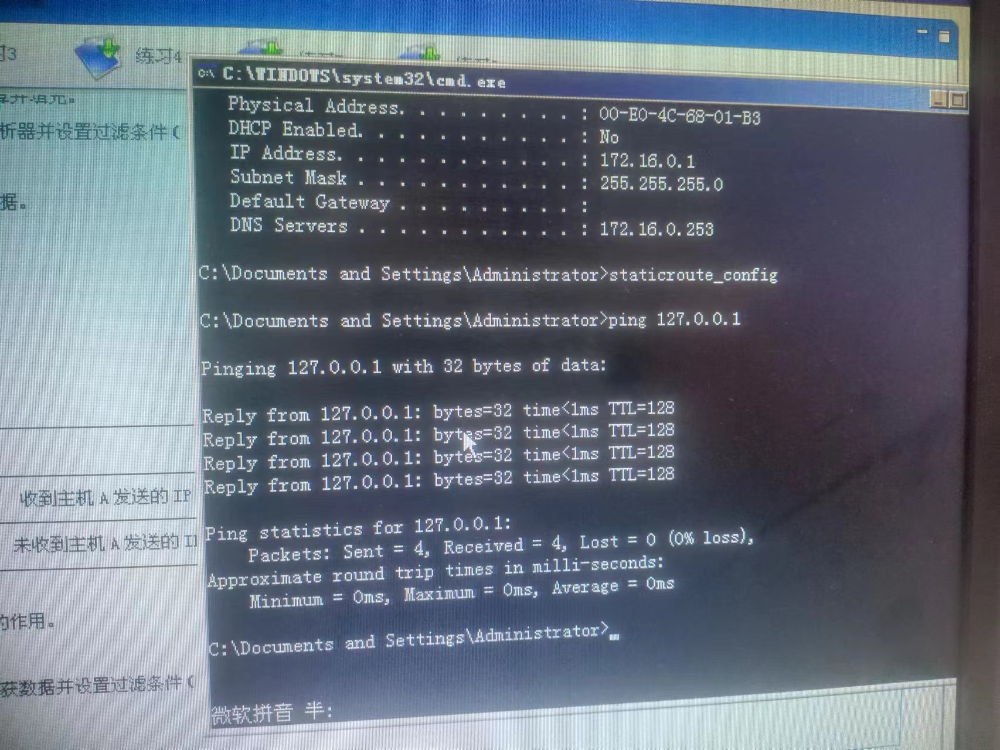 习3
练习4
C:\WINDOWS\system32\cmd.exe
Physical Address. . . . . . . . . : 00-E0-4C-68-01-B3
DHCP Enabled. . . . . . . . . . . : No
IP Address. . . . . . . . . . . . : 172.16.0.1
Subnet Mask . . . . . . . . . . . : 255.255.255.0
Default Gateway . . . . . . . . . :
DNS Servers . . . . . . . . . . . : 172.16.0.253
C:\Documents and Settings\Administrator>staticroute_config
C:\Documents and Settings\Administrator>ping 127.0.0.1
Pinging 127.0.0.1 with 32 bytes of data:
Reply from 127.0.0.1: bytes=32 time<1ms TTL=128
Reply from 127.0.0.1: bytes=32 time<1ms TTL=128
Reply from 127.0.0.1: bytes=32 time<1ms TTL=128
Reply from 127.0.0.1: bytes=32 time<1ms TTL=128
Ping statistics for 127.0.0.1:
Packets: Sent = 4, Received = 4, Lost = 0 (0% loss),
Approximate round trip times in milli-seconds:
Minimum = 0ms, Maximum = 0ms, Average = 0ms
C:\Documents and Settings\Administrator>_
微软拼音 半:
析器并设置过滤条件(
据。
收到主机 A 发送的 IP
未收到主机 A 发送的 I
的作用。
获数据并设置过滤条件(